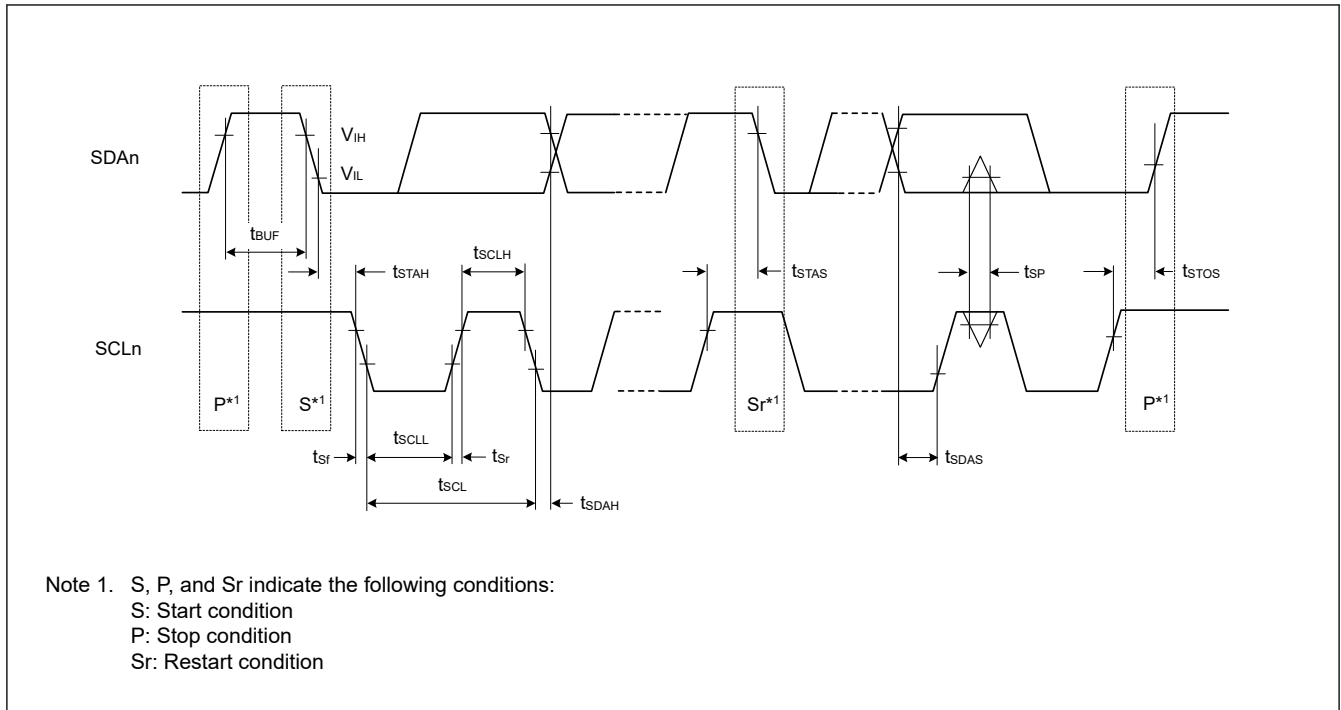 SDAn
VIH
VIL
tBUF
tSTAH
tSCLH
tSTAS
tSP
tSTOS
SCLn
P*1
S*1
Sr*1
P*1
tSf
tSCLL
tSr
tSCL
tSDAH
tSDAS
Note 1. S, P, and Sr indicate the following conditions:
S: Start condition
P: Stop condition
Sr: Restart condition